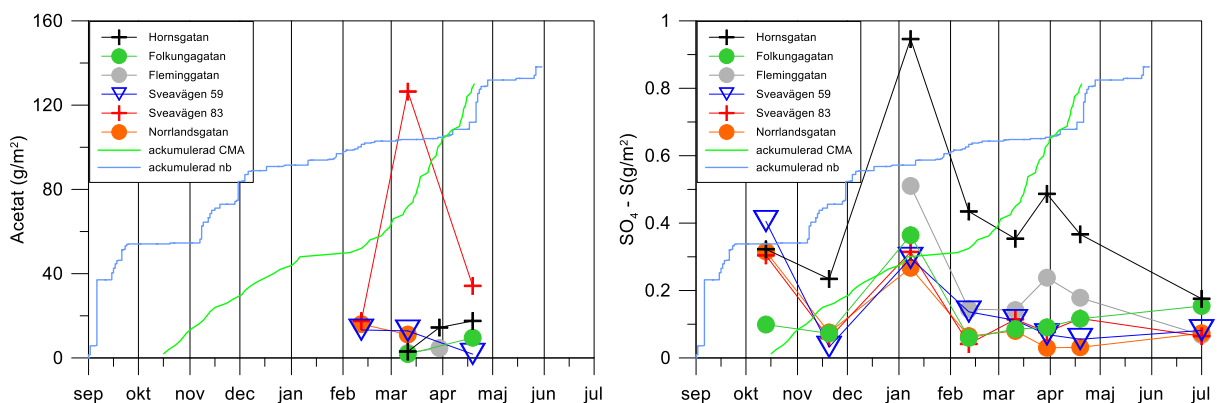 Acetat (g/m²)
160
120
80
40
0
Hornsgatan
Folkungagatan
Fleminggatan
Sveavägen 59
Sveavägen 83
Norrlandsgatan
ackumulerad CMA
ackumulerad nb
sep okt nov dec jan feb mar apr maj jun jul
SO₄ - S(g/m²)
1
0.8
0.6
0.4
0.2
0
Hornsgatan
Folkungagatan
Fleminggatan
Sveavägen 59
Sveavägen 83
Norrlandsgatan
ackumulerad CMA
ackumulerad nb
sep okt nov dec jan feb mar apr maj jun jul